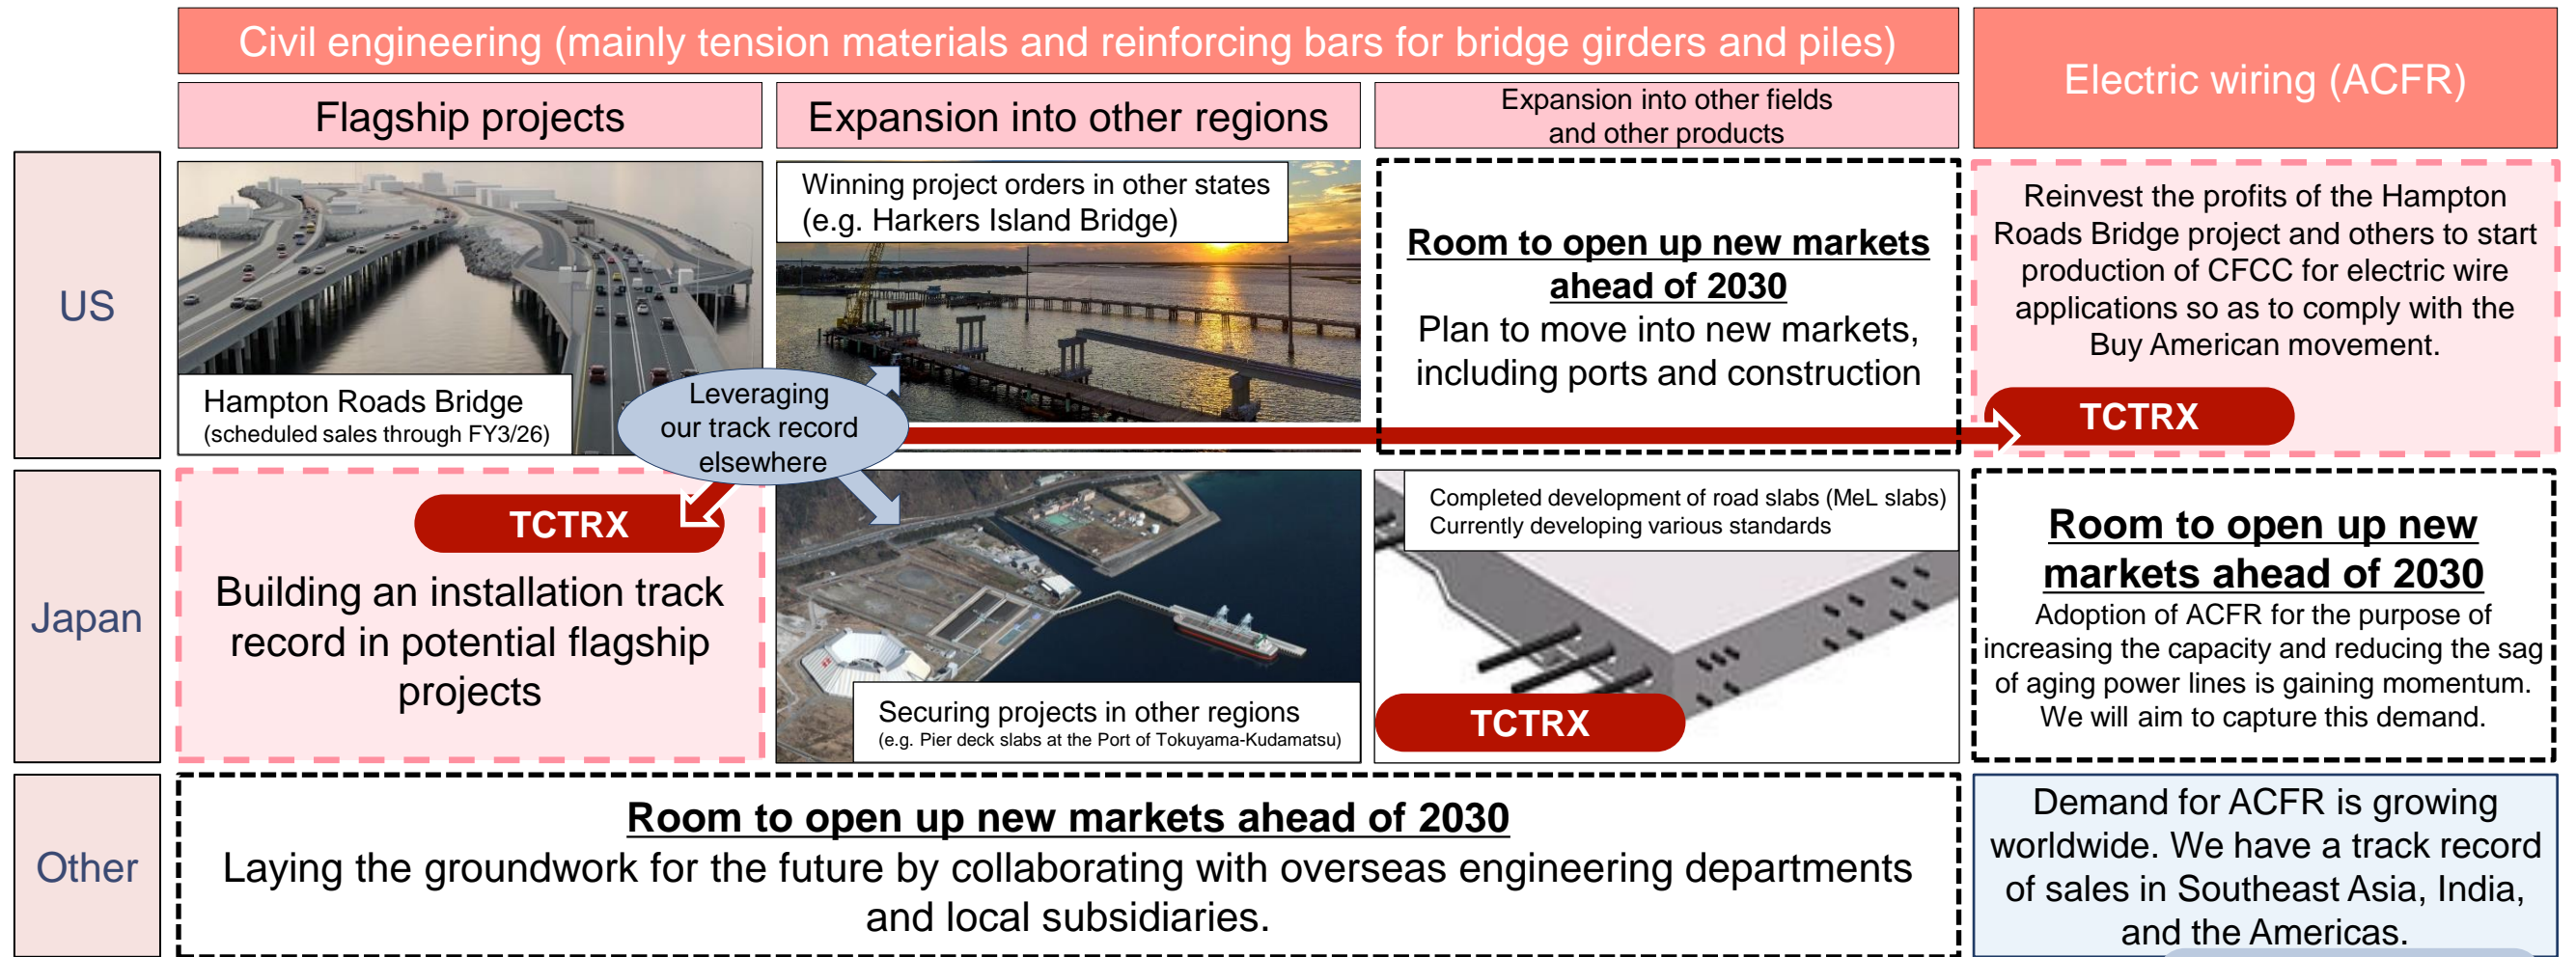 Civil engineering (mainly tension materials and reinforcing bars for bridge girders and piles)
Electric wiring (ACFR)
Flagship projects
Expansion into other regions
Expansion into other fields
and other products
US
Hampton Roads Bridge
(scheduled sales through FY3/26)
Winning project orders in other states
(e.g. Harkers Island Bridge)
Room to open up new markets
ahead of 2030
Plan to move into new markets,
including ports and construction
Reinvest the profits of the Hampton
Roads Bridge project and others to start
production of CFCC for electric wire
applications so as to comply with the
Buy American movement.
TCTRX
Leveraging
our track record
elsewhere
Japan
TCTRX
Building an installation track
record in potential flagship
projects
Securing projects in other regions
(e.g. Pier deck slabs at the Port of Tokuyama-Kudamatsu)
Completed development of road slabs (MeL slabs)
Currently developing various standards
TCTRX
Room to open up new
markets ahead of 2030
Adoption of ACFR for the purpose of
increasing the capacity and reducing the sag
of aging power lines is gaining momentum.
We will aim to capture this demand.
Other
Room to open up new markets ahead of 2030
Laying the groundwork for the future by collaborating with overseas engineering departments
and local subsidiaries.
Demand for ACFR is growing
worldwide. We have a track record
of sales in Southeast Asia, India,
and the Americas.